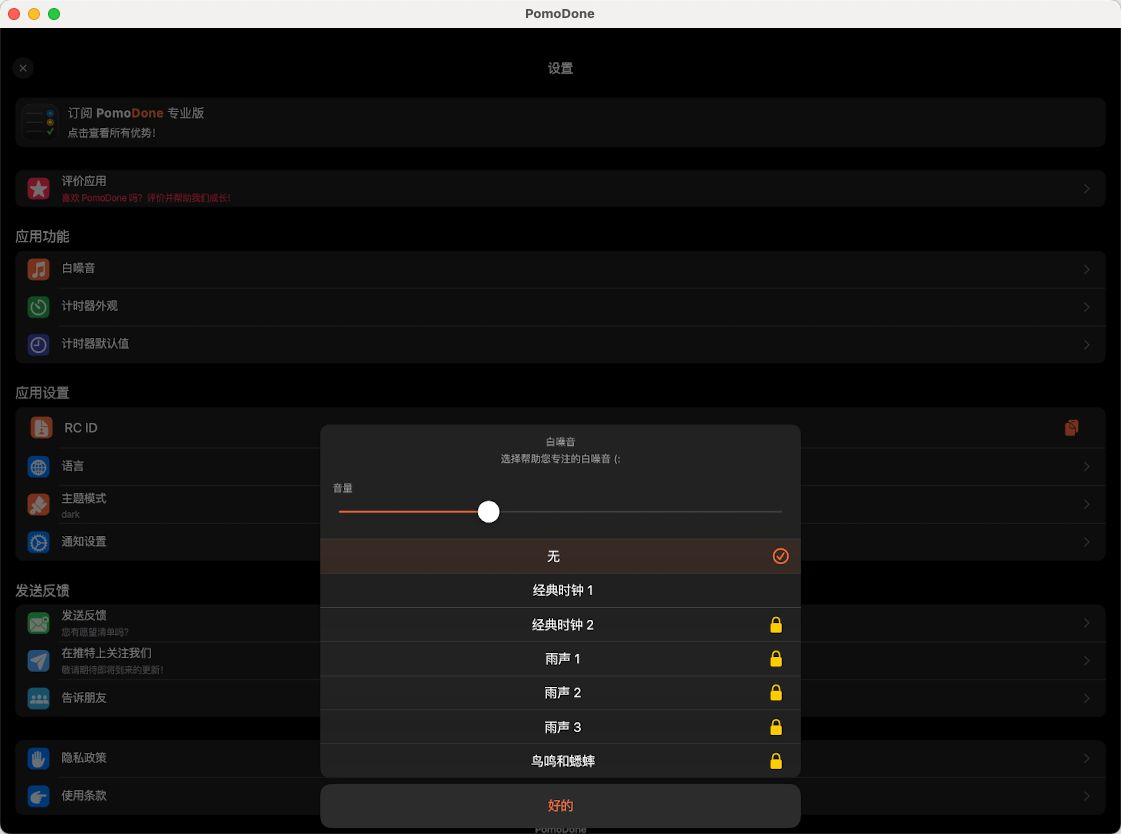 PomoDone
设置
订阅 PomoDone 专业版
点击查看所有优势!
评价应用
喜欢 PomoDone 吗? 评价并帮助我们成长!
应用功能
白噪音
计时器外观
计时器默认值
应用设置
RC ID
语言
主题模式
dark
通知设置
发送反馈
发送反馈
您有愿望清单吗?
在推特上关注我们
敬请期待即将到来的更新!
告诉朋友
隐私政策
使用条款
白噪音
选择帮助您专注的白噪音 (:
音量
无
经典时钟 1
经典时钟 2
雨声 1
雨声 2
雨声 3
鸟鸣和蟋蟀
好的
PomoDone